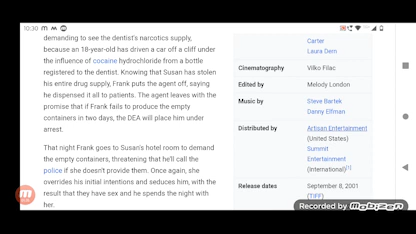 10:30
demanding to see the dentist's narcotics supply,
because an 18-year-old has driven a car off a cliff under
the influence of cocaine hydrochloride from a bottle
registered to the dentist. Knowing that Susan has stolen
his entire drug supply, Frank puts the agent off, saying
he dispensed it all to patients. The agent leaves with the
promise that if Frank fails to produce the empty
containers in two days, the DEA will place him under
arrest.
That night Frank goes to Susan's hotel room to demand
the empty containers, threatening that he'll call the
police if she doesn't provide them. Once again, she
overrides his initial intentions and seduces him, with the
result that they have sex and he spends the night with
her.
Carter
Laura Dern
Cinematography Vilko Filac
Edited by Melody London
Music by Steve Bartek
Danny Elfman
Distributed by Artisan Entertainment
(United States)
Summit
Entertainment
(International)[1]
Release dates September 8, 2001
(TIFF)
Recorded by Mobizen